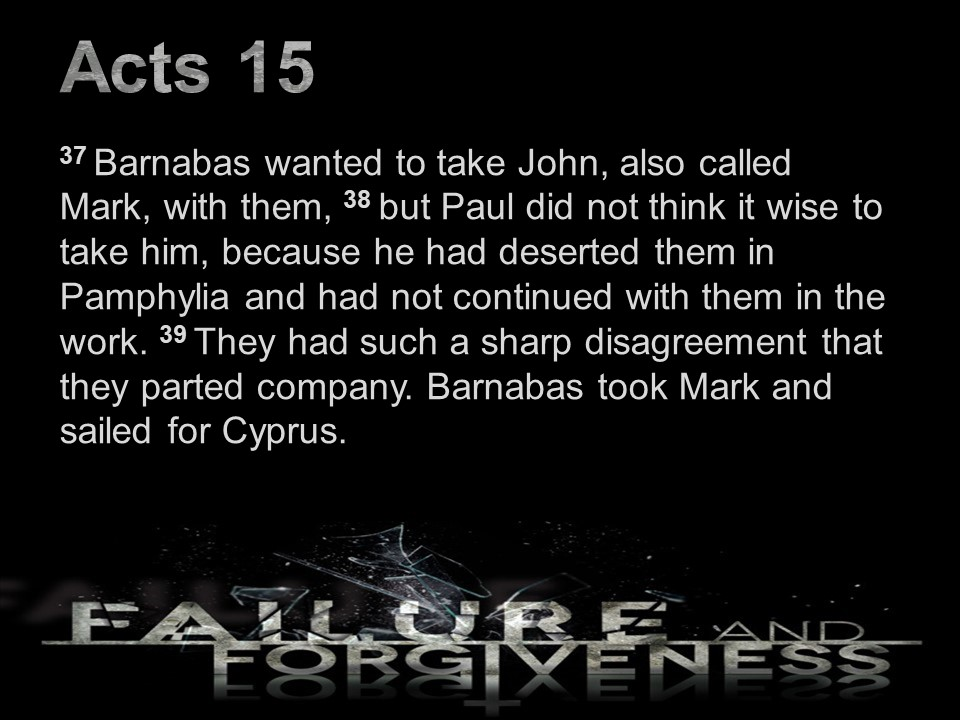 Acts 15
37 Barnabas wanted to take John, also called
Mark, with them, 38 but Paul did not think it wise to
take him, because he had deserted them in
Pamphylia and had not continued with them in the
work. 39 They had such a sharp disagreement that
they parted company. Barnabas took Mark and
sailed for Cyprus.
FAILURE AND
FORGIVENESS